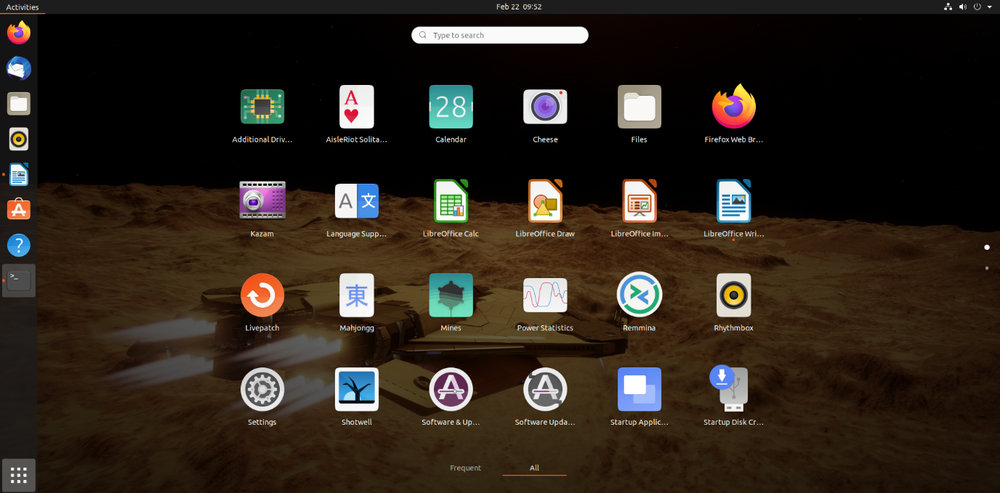 Activities
Feb 22 09:52
Type to search
Additional Driv...
AisleRiot Solita...
28
Calendar
Cheese
Files
Firefox Web Br...
Kazam
A 文
Language Supp...
LibreOffice Calc
LibreOffice Draw
LibreOffice Im...
LibreOffice Wri...
Livepatch
東
Mahjongg
Mines
Power Statistics
Remmina
Rhythmbox
Settings
Shotwell
Software & Up...
Software Upda...
Startup Applic...
Startup Disk Cr...
?
>_
A
Frequent
All